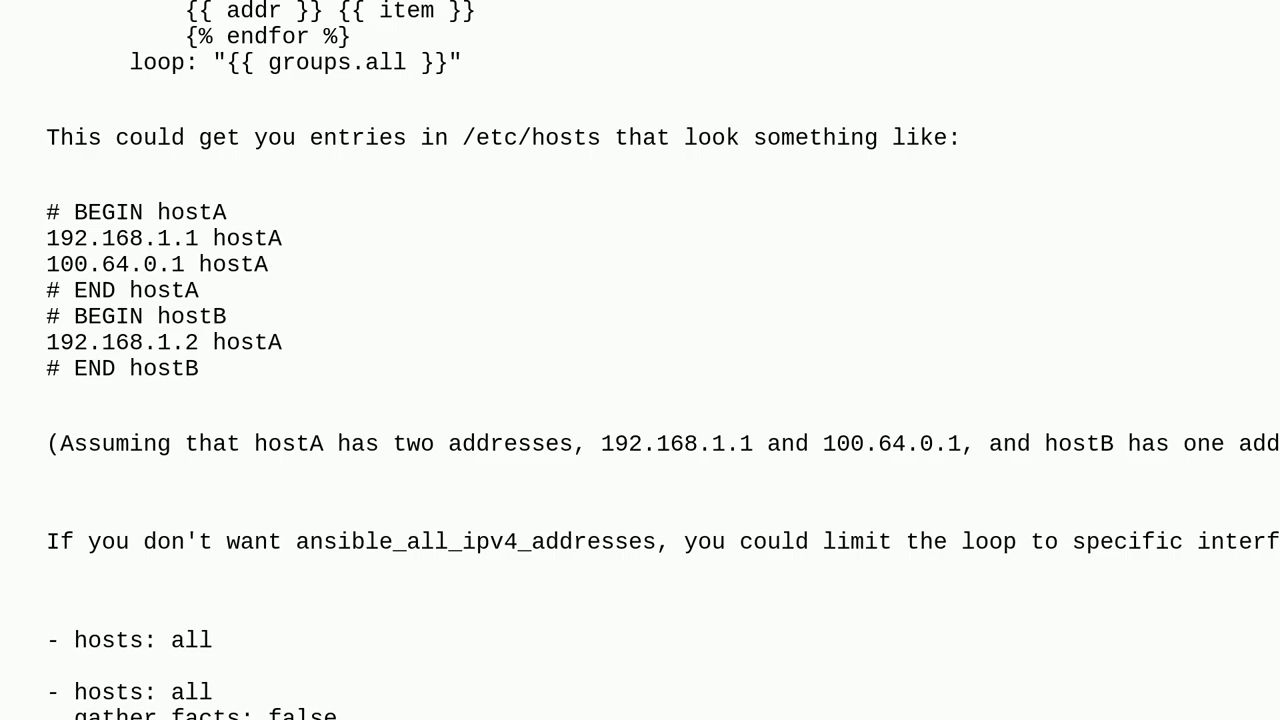 {{ addr }} {{ item }}
{% endfor %}
loop: "{{ groups.all }}"
This could get you entries in /etc/hosts that look something like:
# BEGIN hostA
192.168.1.1 hostA
100.64.0.1 hostA
# END hostA
# BEGIN hostB
192.168.1.2 hostA
# END hostB
(Assuming that hostA has two addresses, 192.168.1.1 and 100.64.0.1, and hostB has one add
If you don't want ansible_all_ipv4_addresses, you could limit the loop to specific interf
- hosts: all
- hosts: all
gather_facts: false